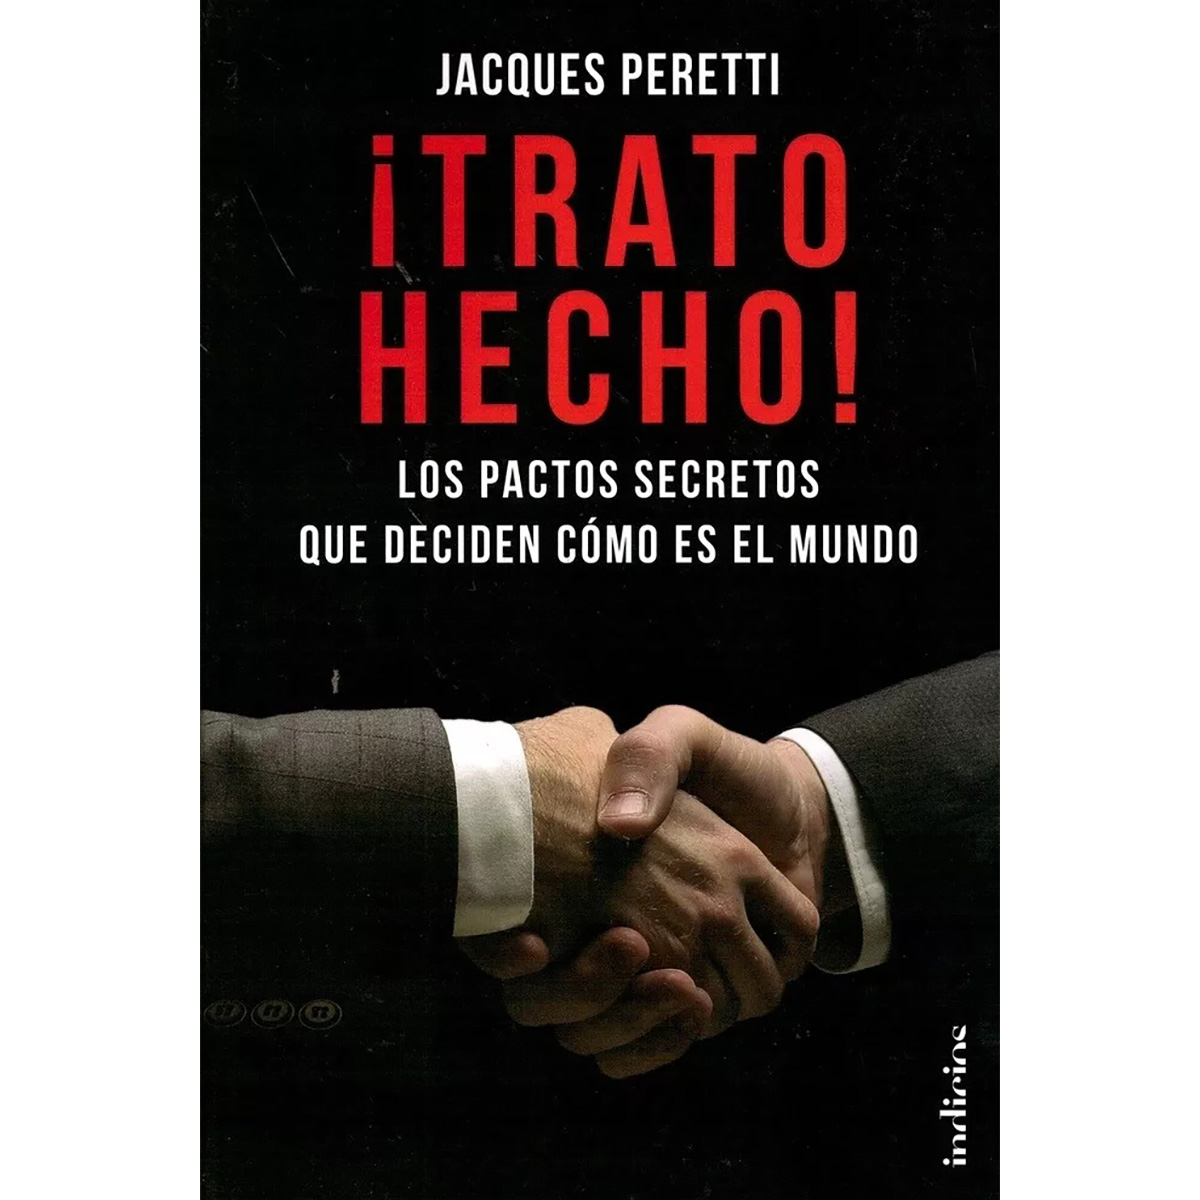 JACQUES PERETTI
¡TRATO
HECHO!
LOS PACTOS SECRETOS
QUE DECIDEN CÓMO ES EL MUNDO
indicios